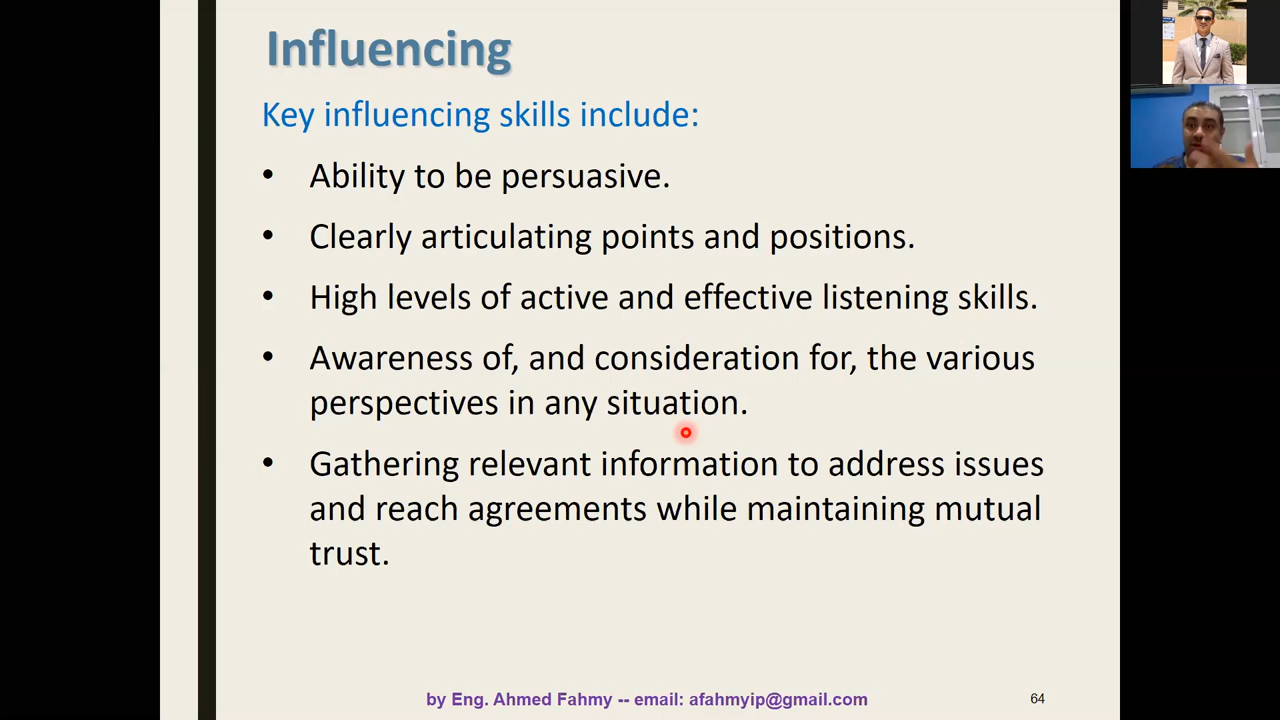 Influencing
Key influencing skills include:
• Ability to be persuasive.
• Clearly articulating points and positions.
• High levels of active and effective listening skills.
• Awareness of, and consideration for, the various
perspectives in any situation.
• Gathering relevant information to address issues
and reach agreements while maintaining mutual
trust.
by Eng. Ahmed Fahmy -- email: afahmyip@gmail.com
64